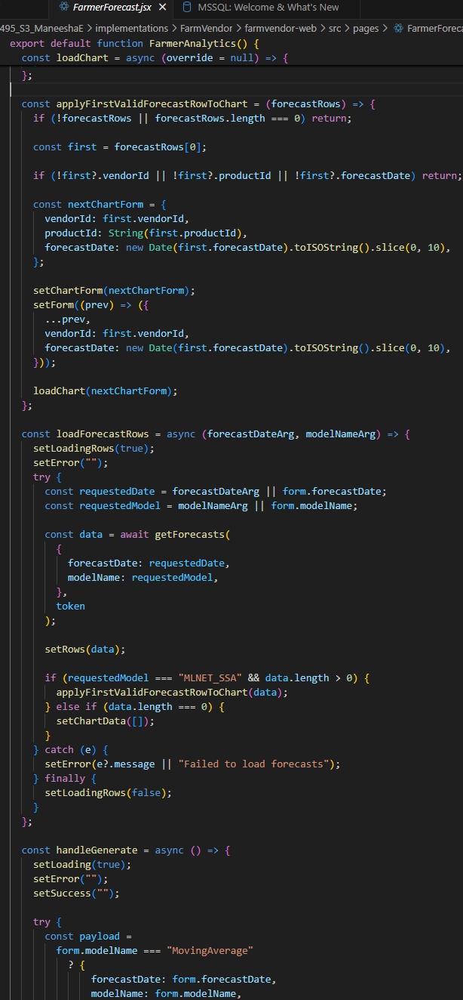 FarmerForecast.jsx MSSQL: Welcome & What's New
495_S3_ManeeshaE > implementations > FarmVendor > farmvendor-web > src > pages > FarmerForeca
export default function FarmerAnalytics() {
const loadChart = async (override = null) => {
};
const applyFirstValidForecastRowToChart = (forecastRows) => {
if (!forecastRows || forecastRows.length === 0) return;
const first = forecastRows[0];
if (!first?.vendorId || !first?.productId || !first?.forecastDate) return;
const nextChartForm = {
vendorId: first.vendorId,
productId: String(first.productId),
forecastDate: new Date(first.forecastDate).toISOString().slice(0, 10),
};
setChartForm(nextChartForm);
setForm((prev) => ({
...prev,
vendorId: first.vendorId,
forecastDate: new Date(first.forecastDate).toISOString().slice(0, 10),
}));
loadChart(nextChartForm);
};
const loadForecastRows = async (forecastDateArg, modelNameArg) => {
setLoadingRows(true);
setError("");
try {
const requestedDate = forecastDateArg || form.forecastDate;
const requestedModel = modelNameArg || form.modelName;
const data = await getForecasts(
{
forecastDate: requestedDate,
modelName: requestedModel,
},
token
);
setRows(data);
if (requestedModel === "MLNET_SSA" && data.length > 0) {
applyFirstValidForecastRowToChart(data);
} else if (data.length === 0) {
setChartData([]);
}
} catch (e) {
setError(e?.message || "Failed to load forecasts");
} finally {
setLoadingRows(false);
}
};
const handleGenerate = async () => {
setLoading(true);
setError("");
setSuccess("");
try {
const payload =
form.modelName === "MovingAverage"
? {
forecastDate: form.forecastDate,
modelName: form.modelName,